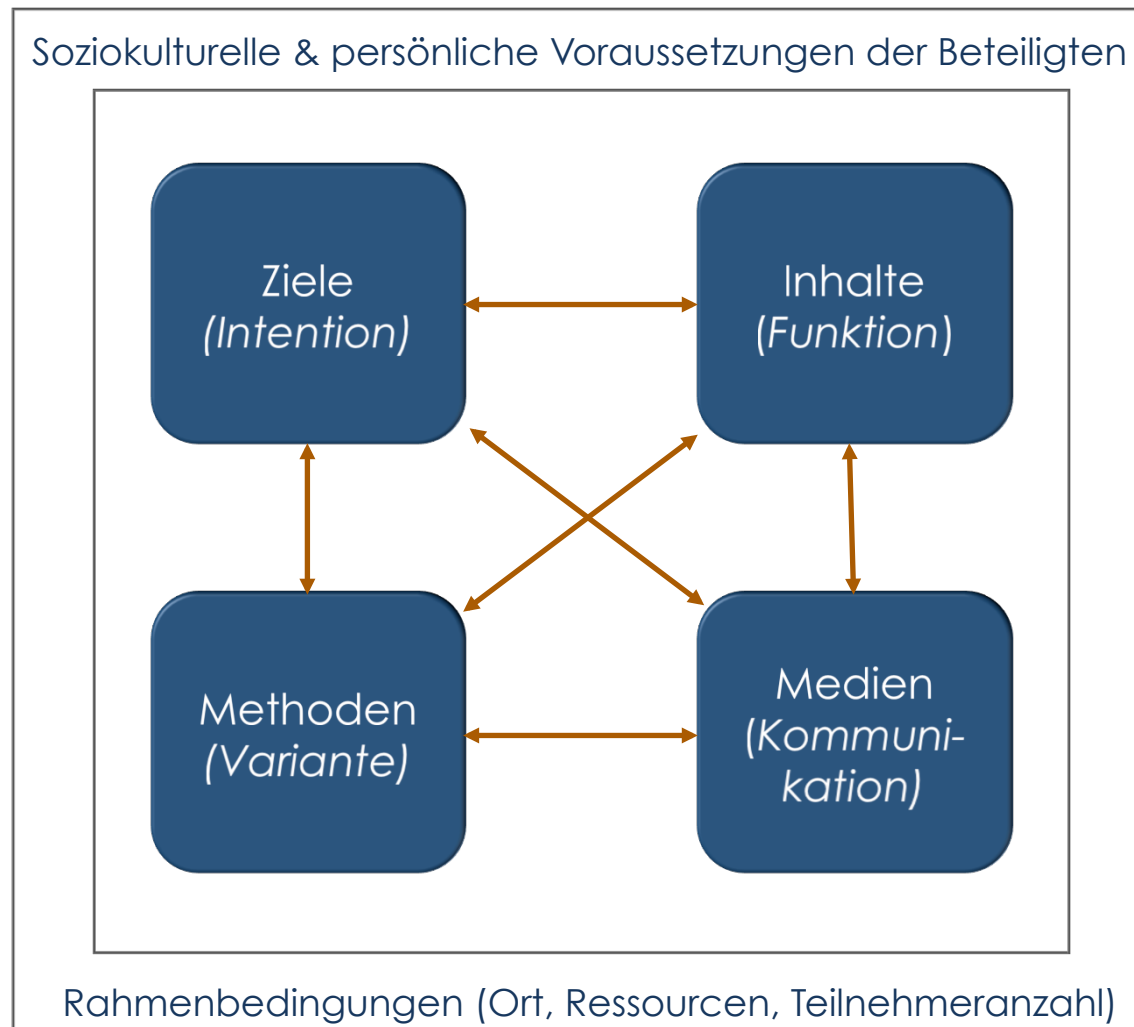 Soziokulturelle & persönliche Voraussetzungen der Beteiligten
Ziele
(Intention)
Inhalte
(Funktion)
Methoden
(Variante)
Medien
(Kommuni-
kation)
Rahmenbedingungen (Ort, Ressourcen, Teilnehmeranzahl)